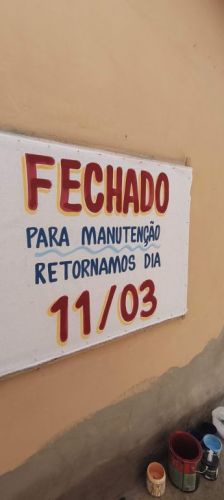 FECHADO
PARA MANUTENÇÃO
RETORNAMOS DIA
11/03